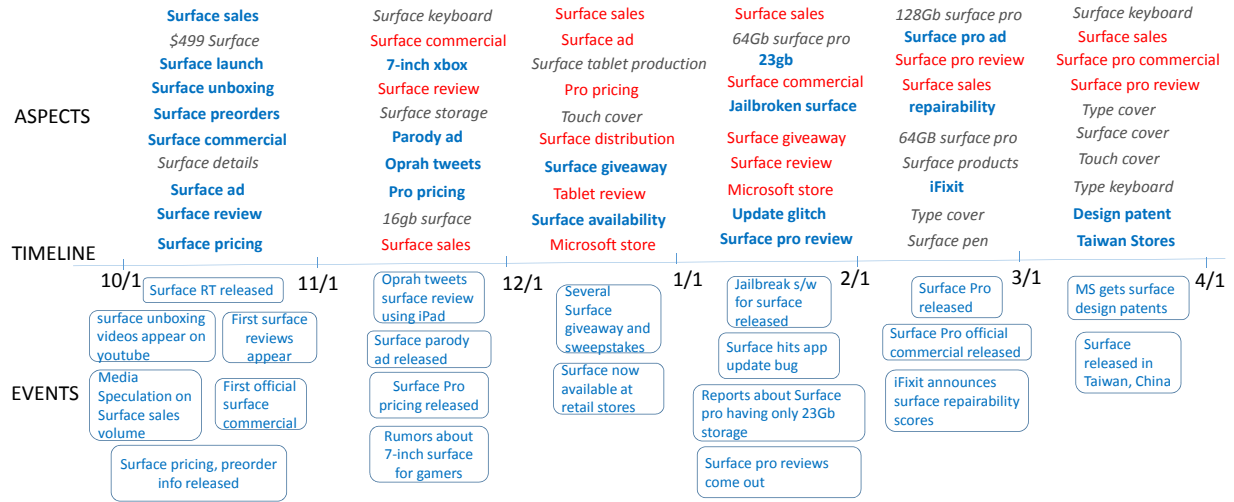 ASPECTS
Surface sales
$499 Surface
Surface launch
Surface unboxing
Surface preorders
Surface commercial
Surface details
Surface ad
Surface review
Surface pricing
Surface keyboard
Surface commercial
7-inch xbox
Surface review
Surface storage
Parody ad
Oprah tweets
Pro pricing
16gb surface
Surface sales
Surface sales
Surface ad
Surface tablet production
Pro pricing
Touch cover
Surface distribution
Surface giveaway
Tablet review
Surface availability
Microsoft store
Surface sales
64Gb surface pro
23gb
Surface commercial
Jailbroken surface
Surface giveaway
Surface review
Microsoft store
Update glitch
Surface pro review
128Gb surface pro
Surface pro ad
Surface pro review
Surface sales
repairability
64GB surface pro
Surface products
iFixit
Type cover
Surface pen
Surface keyboard
Surface sales
Surface pro commercial
Surface pro review
Type cover
Surface cover
Touch cover
Type keyboard
Design patent
Taiwan Stores
TIMELINE
10/1
11/1
12/1
1/1
2/1
3/1
4/1
EVENTS
Surface RT released
surface unboxing
videos appear on
youtube
First surface
reviews
appear
Media
Speculation on
Surface sales
volume
First official
surface
commercial
Surface pricing, preorder
info released
Oprah tweets
surface review
using iPad
Surface parody
ad released
Surface Pro
pricing released
Rumors about
7-inch surface
for gamers
Several
Surface
giveaway and
sweepstakes
Surface now
available at
retail stores
Jailbreak s/w
for surface
released
Surface hits app
update bug
Reports about Surface
pro having only 23Gb
storage
Surface pro reviews
come out
Surface Pro
released
Surface Pro official
commercial released
iFixit announces
surface repairability
scores
MS gets surface
design patents
Surface
released in
Taiwan, China